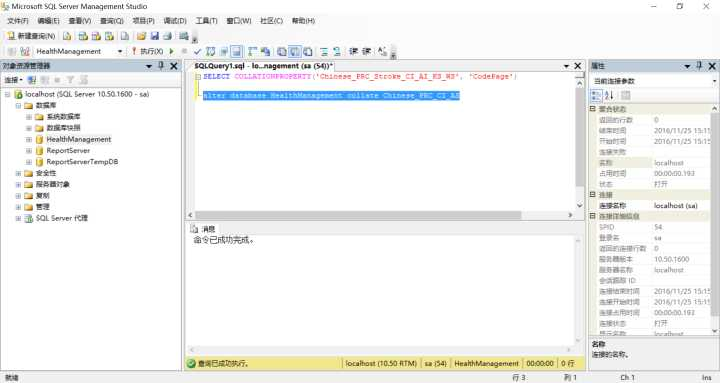 Microsoft SQL Server Management Studio
文件(F) 编辑(E) 查看(V) 查询(Q) 项目(P) 调试(D) 工具(T) 窗口(W) 社区(C) 帮助(H)
新建查询(N)
HealthManagement 执行(X)
对象资源管理器
连接
localhost (SQL Server 10.50.1600 - sa)
数据库
系统数据库
数据库快照
HealthManagement
ReportServer
ReportServerTempDB
安全性
服务器对象
复制
管理
SQL Server 代理
SQLQuery1.sql - lo...nagement (sa (54))*
SELECT COLLATIONPROPERTY('Chinese_PRC_Stroke_CI_AI_KS_WS', 'CodePage')
alter database HealthManagement collate Chinese_PRC_CI_AS
消息
命令已成功完成。
查询已成功执行。 localhost (10.50 RTM) sa (54) HealthManagement 00:00:00 0 行
属性
当前连接参数
聚合状态
返回的行数 0
结束时间 2016/11/25 15:15
开始时间 2016/11/25 15:15
连接失败
名称 localhost
占用时间 00:00:00.193
状态 打开
连接
连接名称 localhost (sa)
连接详细信息
SPID 54
登录名 sa
返回的连接行数 0
服务器版本 10.50.1600
服务器名称 localhost
会话跟踪 ID
连接结束时间 2016/11/25 15:15
连接开始时间 2016/11/25 15:15
连接占用时间 00:00:00.193
连接状态 打开
显示名称 localhost
名称
连接的名称。
就绪 行 3 列 1 Ch 1 Ins